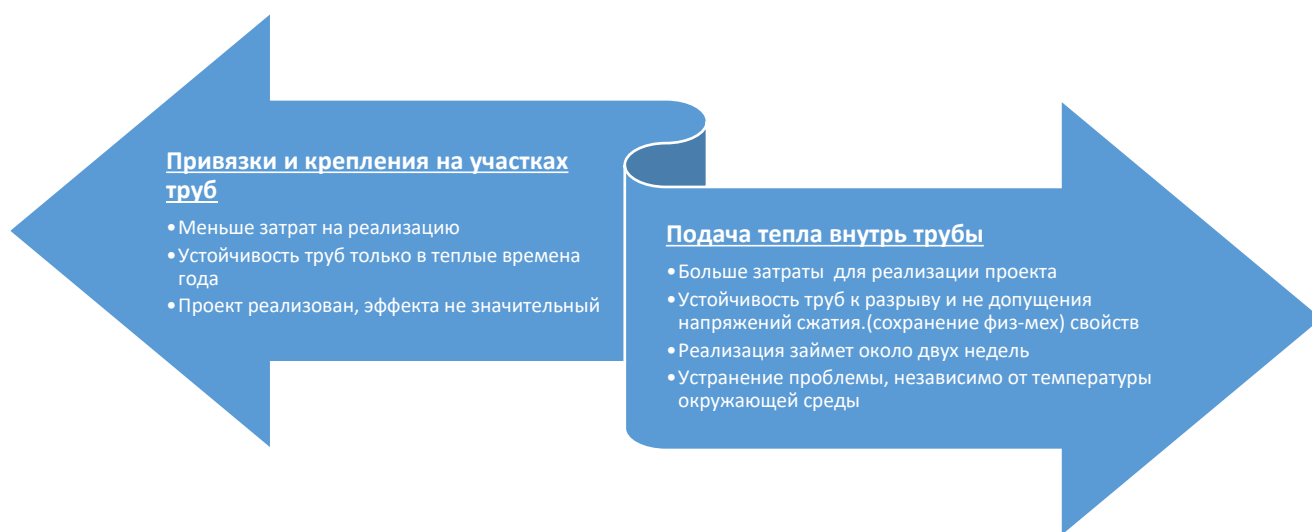 Привязки и крепления на участках
труб
•Меньше затрат на реализацию
•Устойчивость труб только в теплые времена
года
•Проект реализован, эффекта не значительный
Подача тепла внутрь трубы
•Больше затраты для реализации проекта
•Устойчивость труб к разрыву и не допущения
напряжений сжатия.(сохранение физ-мех) свойств
•Реализация займет около двух недель
•Устранение проблемы, независимо от температуры
окружающей среды